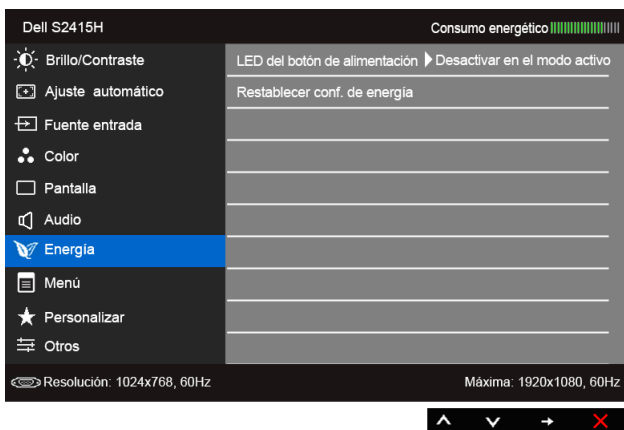 Dell S2415H
Consumo energético
Brillo/Contraste
LED del botón de alimentación
Desactivar en el modo activo
Ajuste automático
Restablecer conf. de energía
Fuente entrada
Color
Pantalla
Audio
Energía
Menú
Personalizar
Otros
Resolución: 1024x768, 60Hz
Máxima: 1920x1080, 60Hz